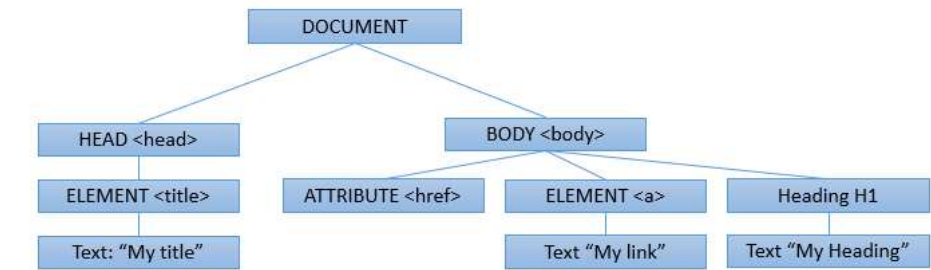 DOCUMENT
HEAD <head>
BODY <body>
ELEMENT <title>
ATTRIBUTE <href>
ELEMENT <a>
Heading H1
Text: “My title”
Text “My link”
Text “My Heading”